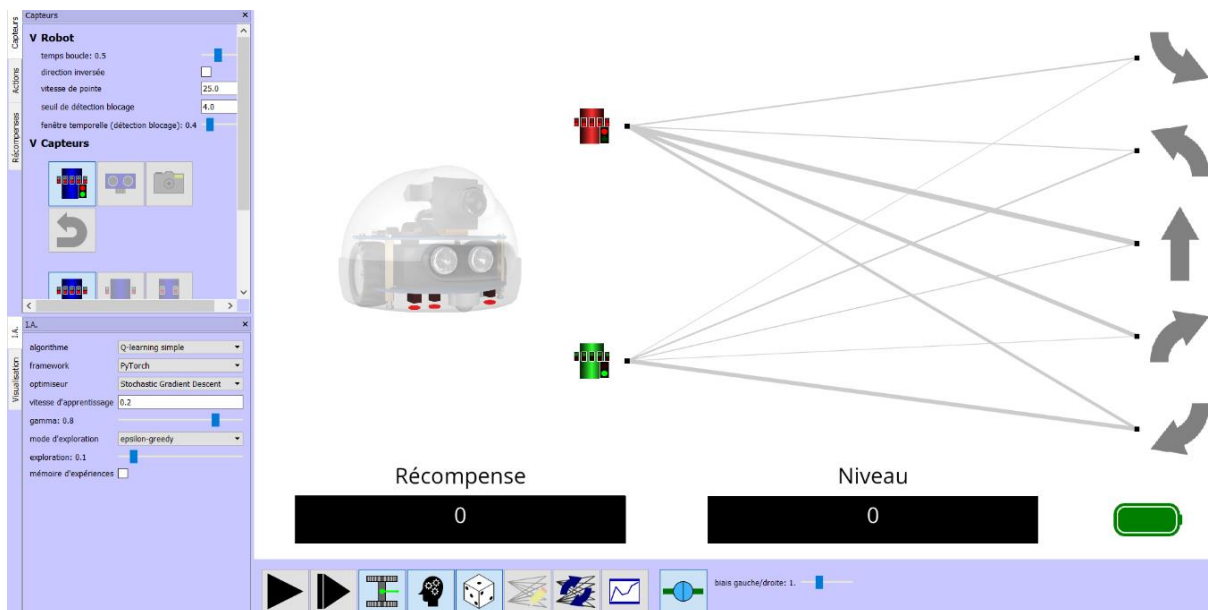 Capteurs
Capteurs
Actions
Récompenses
V Robot
temps boucle: 0.5
direction inversée
vitesse de pointe
25.0
seuil de détection blocage
4.0
fenêtre temporelle (détection blocage): 0.4
V Capteurs
I.A.
I.A.
Visualisation
algorithme
Q-learning simple
framework
PyTorch
optimiseur
Stochastic Gradient Descent
vitesse d'apprentissage
0.2
gamma: 0.8
mode d'exploration
epsilon-greedy
exploration: 0.1
mémoire d'expériences
Récompense
0
Niveau
0
biais gauche/droite: 1.